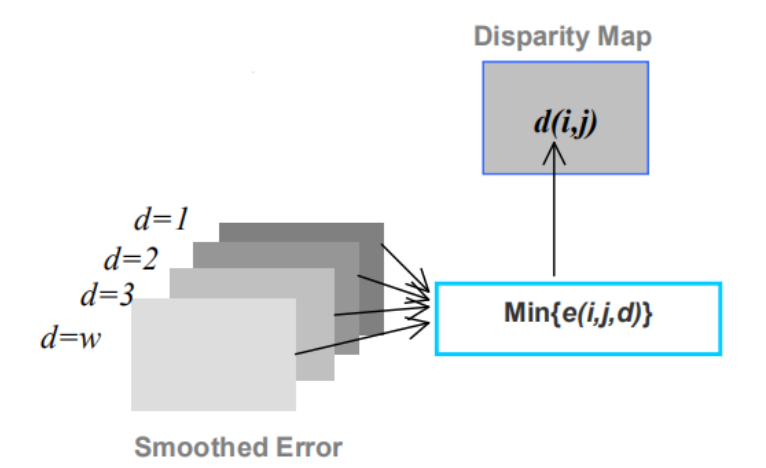 Disparity Map
d(i,j)
d=1
d=2
d=3
d=w
Min{e(i,j,d)}
Smoothed Error